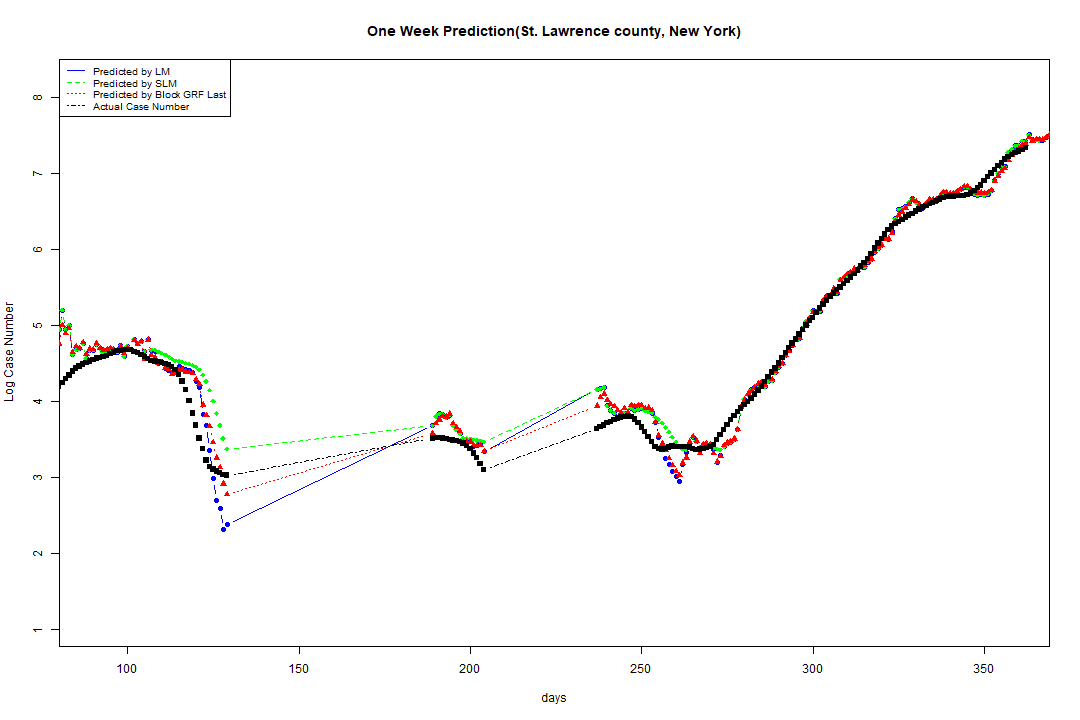 One Week Prediction(St. Lawrence county, New York)
Predicted by LM
Predicted by SLM
Predicted by Block GRF Last
Actual Case Number
8
7
6
5
4
3
2
1
Log Case Number
100 150 200 250 300 350
days